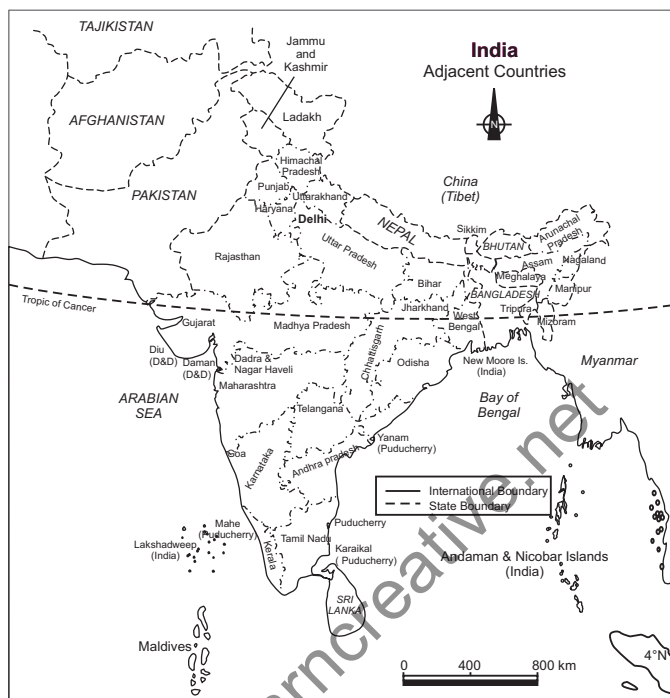 TAJIKISTAN
India
Adjacent Countries
Jammu
and
Kashmir
Ladakh
AFGHANISTAN
N
Himachal
Pradesh
PAKISTAN
Punjab
Uttarakhand
China
(Tibet)
Haryana
Delhi
NEPAL
Sikkim
BHUTAN
Arunachal
Pradesh
Rajasthan
Uttar Pradesh
Assam
Nagaland
Meghalaya
Bihar
BANGLADESH
Manipur
Tropic of Cancer
Jharkhand
West
Bengal
Trippra
Mizoram
Gujarat
Madhya Pradesh
Chhattisgarh
Diu
(D&D)
Daman
(D&D)
Dadra &
Nagar Haveli
Odisha
New Moore Is.
(India)
Myanmar
Maharashtra
ARABIAN
SEA
Telangana
Bay of
Bengal
Yanam
(Puducherry)
Goa
Karnataka
Andhra pradesh
International Boundary
State Boundary
Mahe
(Puducherry)
Puducherry
Lakshadweep
(India)
Kerala
Tamil Nadu
Karaikal
( Puducherry)
Andaman & Nicobar Islands
(India)
SRI
LANKA
Maldives
4°N
0 400 800 km
erncreative.net